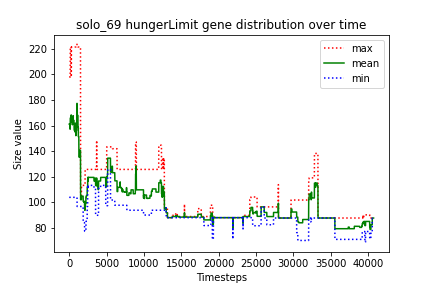 solo_69 hungerLimit gene distribution over time
max
mean
min
Size value
220
200
180
160
140
120
100
80
0 5000 10000 15000 20000 25000 30000 35000 40000
Timesteps